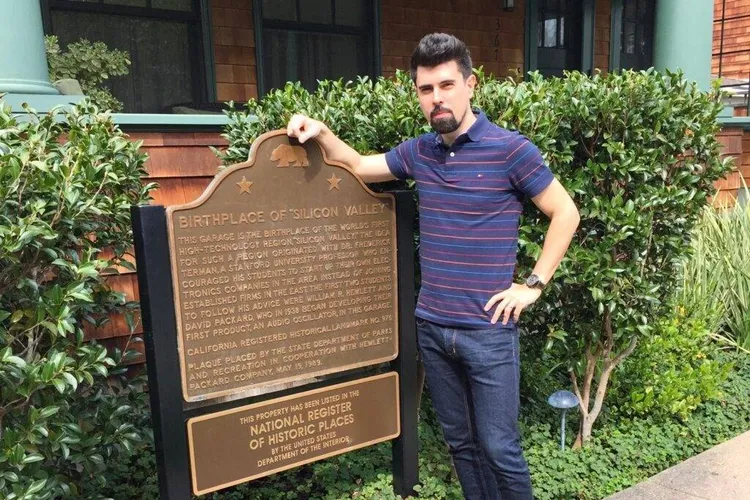 367
BIRTHPLACE OF "SILICON VALLEY"
THIS GARAGE IS THE BIRTHPLACE OF THE WORLD'S FIRST
HIGH-TECHNOLOGY REGION, "SILICON VALLEY." THE IDEA
FOR SUCH A REGION ORIGINATED WITH DR. FREDERICK
TERMAN, A STANFORD UNIVERSITY PROFESSOR WHO EN-
COURAGED HIS STUDENTS TO START UP THEIR OWN ELEC-
TRONICS COMPANIES IN THE AREA INSTEAD OF JOINING
ESTABLISHED FIRMS IN THE EAST. THE FIRST TWO STUDENTS
TO FOLLOW HIS ADVICE WERE WILLIAM R. HEWLETT AND
DAVID PACKARD, WHO IN 1938 BEGAN DEVELOPING THEIR
FIRST PRODUCT, AN AUDIO OSCILLATOR, IN THIS GARAGE.
CALIFORNIA REGISTERED HISTORICAL LANDMARK NO. 976
PLAQUE PLACED BY THE STATE DEPARTMENT OF PARKS
AND RECREATION IN COOPERATION WITH HEWLETT-
PACKARD COMPANY, MAY 19, 1989.
THIS PROPERTY HAS BEEN LISTED IN THE
NATIONAL REGISTER
OF HISTORIC PLACES
BY THE UNITED STATES
DEPARTMENT OF THE INTERIOR